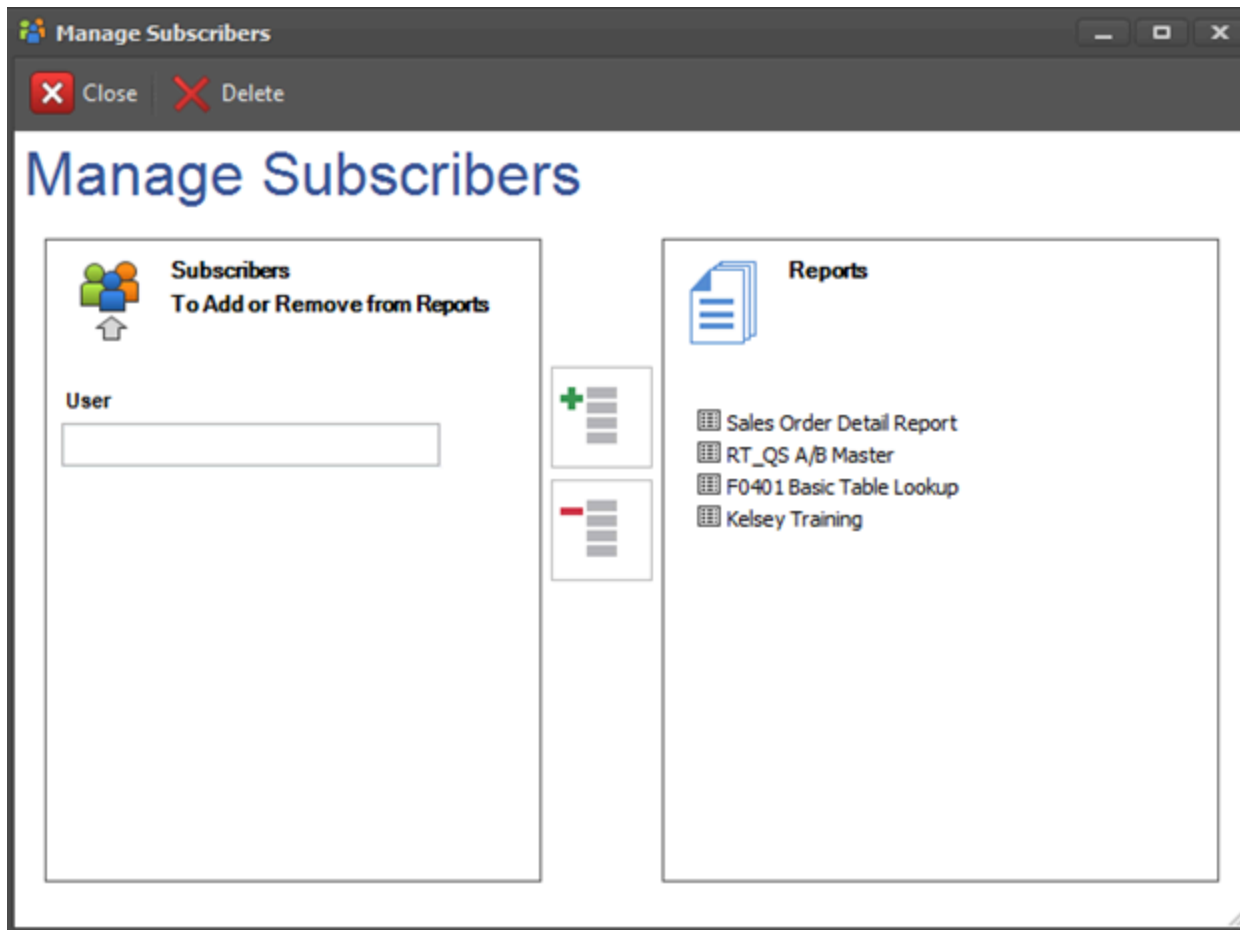 Manage Subscribers
Close Delete
Manage Subscribers
Subscribers
To Add or Remove from Reports
User
Reports
Sales Order Detail Report
RT_QS A/B Master
F0401 Basic Table Lookup
Kelsey Training